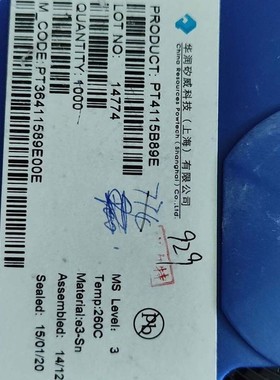 华润矽威科技（上海）有限公司
China Resources Powtech (Shanghai) Co.,Ltd.
PRODUCT: PT4115B89E
LOT NO: 14774
QUANTITY: 1000
M_CODE: PT36411589E00E
MS Level: 3
Temp:260C
Material:e3-Sn
Assembled: 14/12
Sealed: 15/01/20
Pb
929